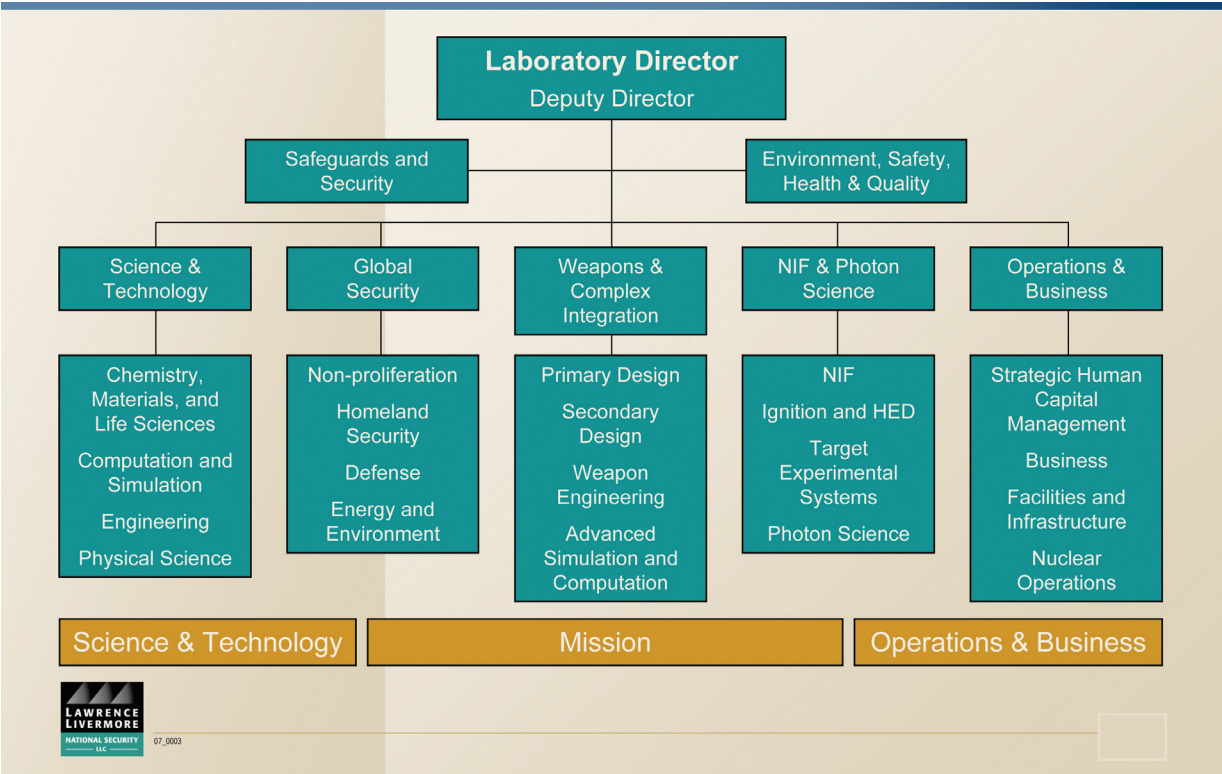 Laboratory Director
Deputy Director
Safeguards and
Security
Environment, Safety,
Health & Quality
Science &
Technology
Global
Security
Weapons &
Complex
Integration
NIF & Photon
Science
Operations &
Business
Chemistry,
Materials, and
Life Sciences
Computation and
Simulation
Engineering
Physical Science
Non-proliferation
Homeland
Security
Defense
Energy and
Environment
Primary Design
Secondary
Design
Weapon
Engineering
Advanced
Simulation and
Computation
NIF
Ignition and HED
Target
Experimental
Systems
Photon Science
Strategic Human
Capital
Management
Business
Facilities and
Infrastructure
Nuclear
Operations
Science & Technology
Mission
Operations & Business
LAWRENCE
LIVERMORE
NATIONAL SECURITY
LLC
07_0003